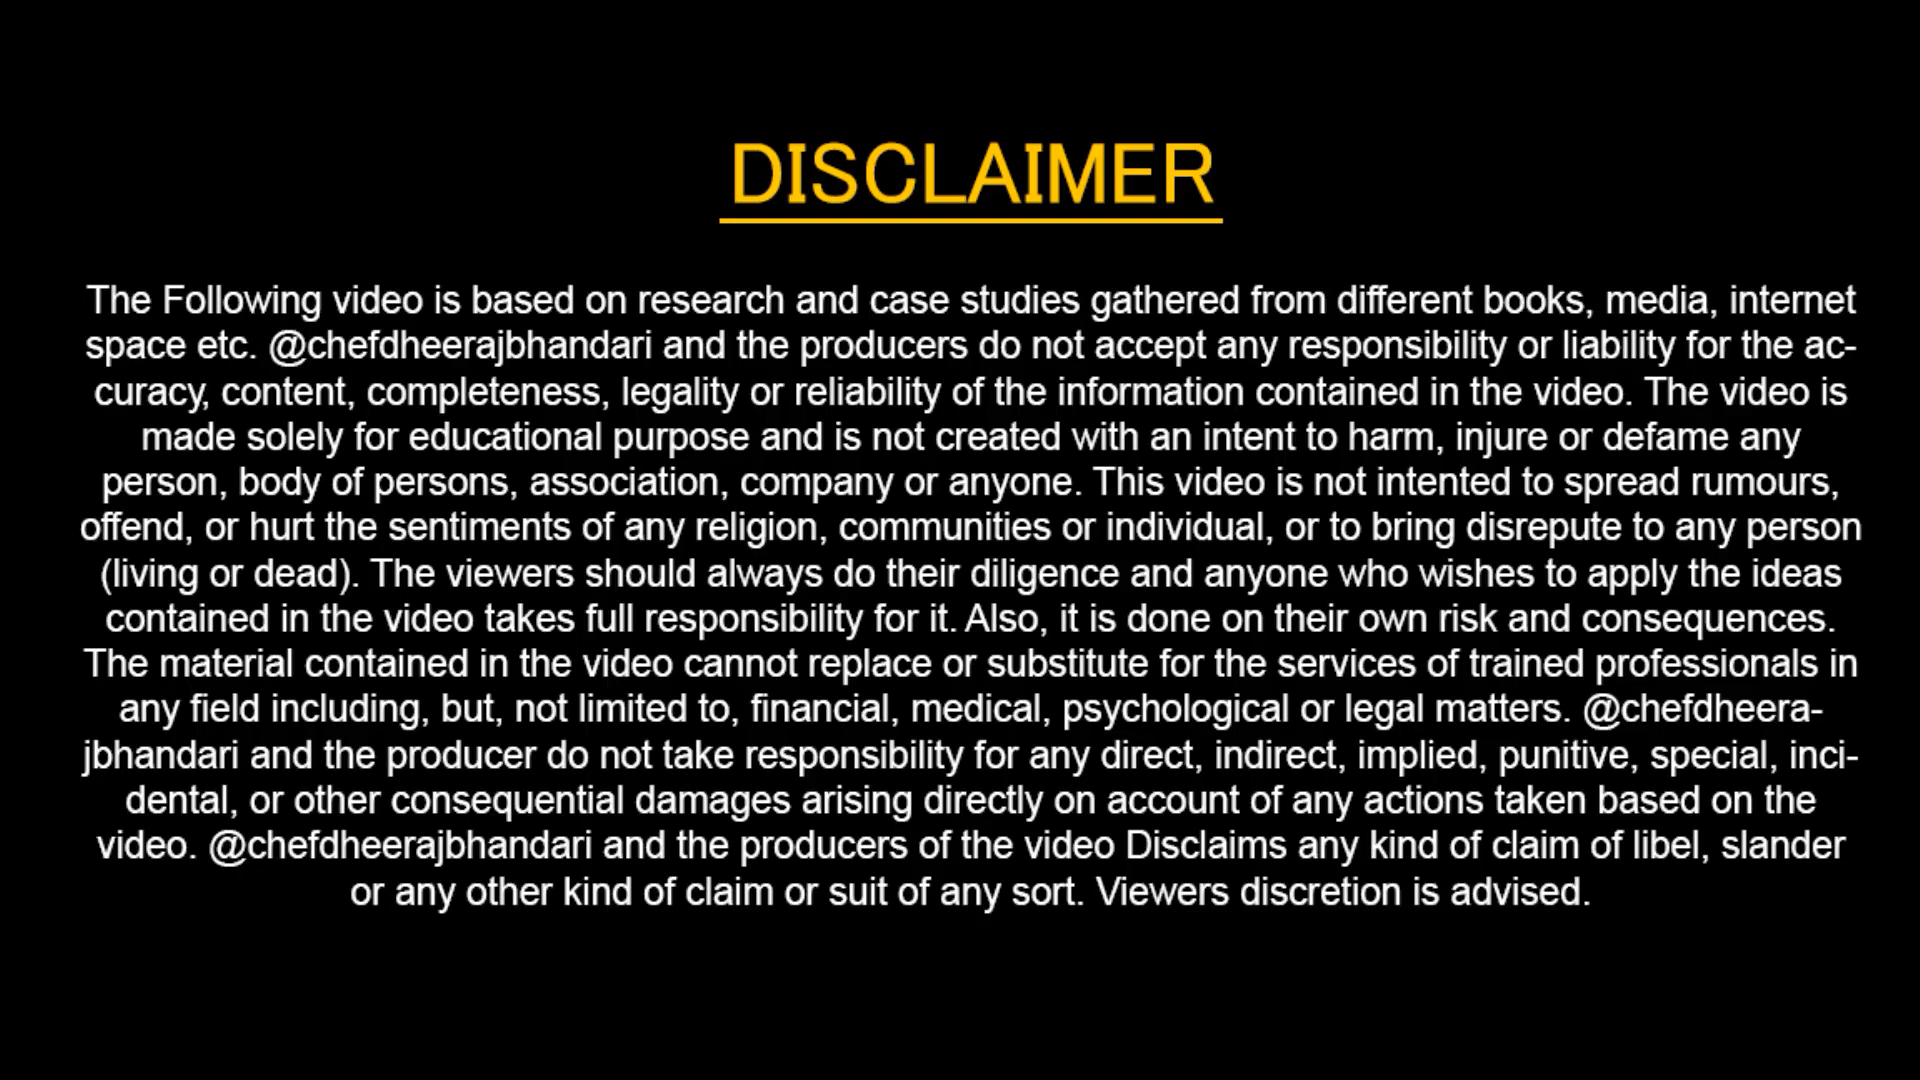 DISCLAIMER
The Following video is based on research and case studies gathered from different books, media, internet
space etc. @chefdheerajbhandari and the producers do not accept any responsibility or liability for the ac-
curacy, content, completeness, legality or reliability of the information contained in the video. The video is
made solely for educational purpose and is not created with an intent to harm, injure or defame any
person, body of persons, association, company or anyone. This video is not intented to spread rumours,
offend, or hurt the sentiments of any religion, communities or individual, or to bring disrepute to any person
(living or dead). The viewers should always do their diligence and anyone who wishes to apply the ideas
contained in the video takes full responsibility for it. Also, it is done on their own risk and consequences.
The material contained in the video cannot replace or substitute for the services of trained professionals in
any field including, but, not limited to, financial, medical, psychological or legal matters. @chefdheera-
jbhandari and the producer do not take responsibility for any direct, indirect, implied, punitive, special, inci-
dental, or other consequential damages arising directly on account of any actions taken based on the
video. @chefdheerajbhandari and the producers of the video Disclaims any kind of claim of libel, slander
or any other kind of claim or suit of any sort. Viewers discretion is advised.